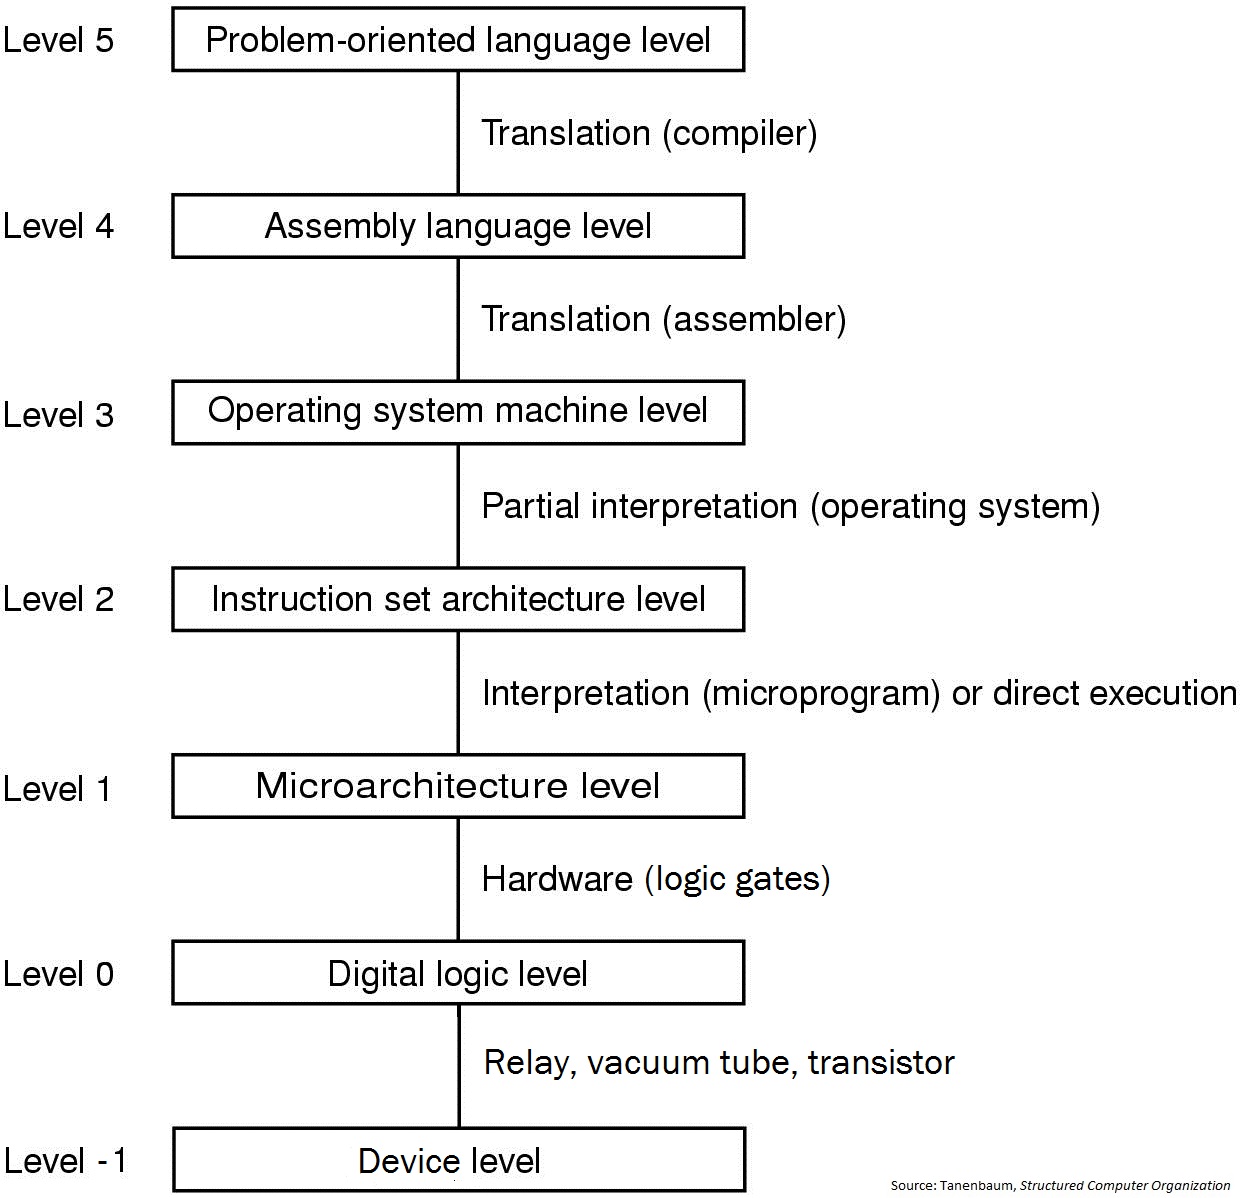 Level 5 Problem-oriented language level
Translation (compiler)
Level 4 Assembly language level
Translation (assembler)
Level 3 Operating system machine level
Partial interpretation (operating system)
Level 2 Instruction set architecture level
Interpretation (microprogram) or direct execution
Level 1 Microarchitecture level
Hardware (logic gates)
Level 0 Digital logic level
Relay, vacuum tube, transistor
Level -1 Device level
Source: Tanenbaum, Structured Computer Organization